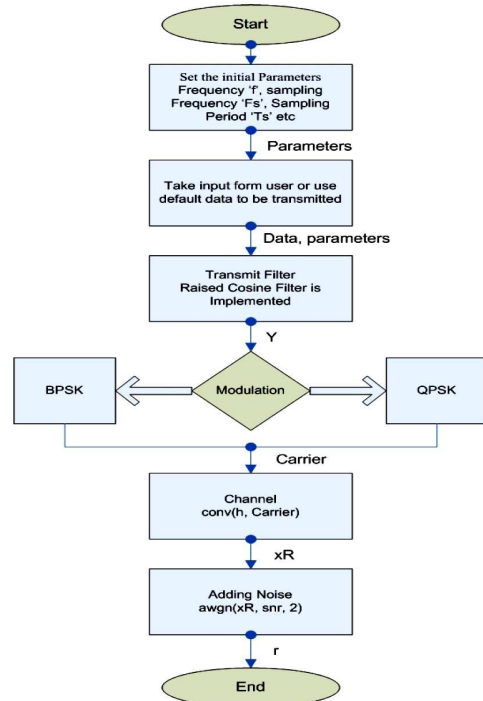 Start
Set the initial Parameters
Frequency 'f', sampling
Frequency 'Fs', Sampling
Period 'Ts' etc
Parameters
Take input form user or use
default data to be transmitted
Data, parameters
Transmit Filter
Raised Cosine Filter is
Implemented
Y
BPSK
Modulation
QPSK
Carrier
Channel
conv(h, Carrier)
xR
Adding Noise
awgn(xR, snr, 2)
r
End